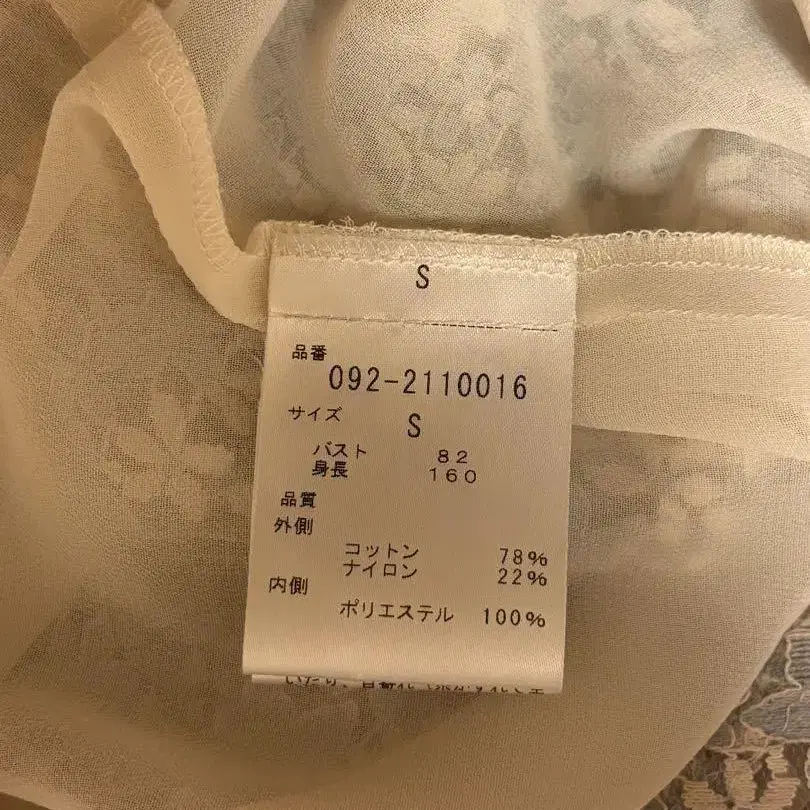 S
品番
092-2110016
サイズ S
バスト 82
身長 160
品質
外側
コットン 78%
ナイロン 22%
内側
ポリエステル 100%